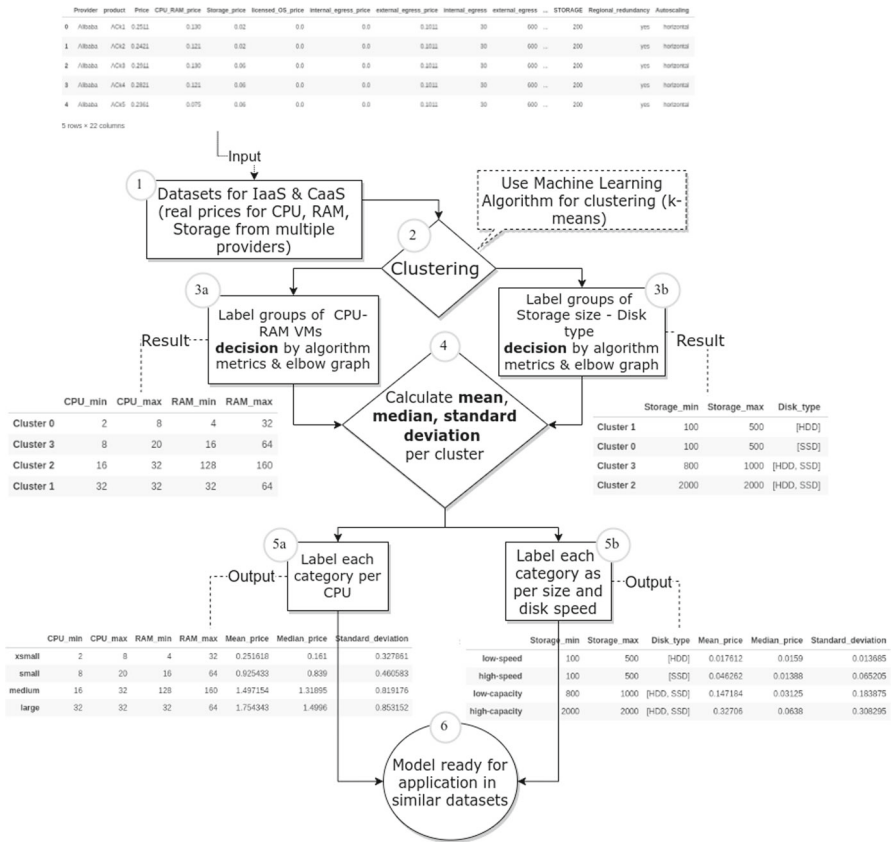 Provider product Price CPU_RAM_price Storage_price licensed_OS_price Internal_egress_price external_egress_price Internal_egress external_egress ... STORAGE Regional_redundancy Autoscaling
0 Alibaba ACk1 0.2511 0.130 0.02 0.0 0.0 0.1011 30 600 ... 200 yes horizontal
1 Alibaba ACk2 0.2421 0.121 0.02 0.0 0.0 0.1011 30 600 ... 200 yes horizontal
2 Alibaba ACk3 0.2911 0.130 0.06 0.0 0.0 0.1011 30 600 ... 200 yes horizontal
3 Alibaba ACk4 0.2821 0.121 0.06 0.0 0.0 0.1011 30 600 ... 200 yes horizontal
4 Alibaba ACk5 0.2361 0.075 0.06 0.0 0.0 0.1011 30 600 ... 200 yes horizontal
5 rows × 22 columns
Input
1
Datasets for IaaS & CaaS
(real prices for CPU, RAM,
Storage from multiple
providers)
Use Machine Learning
Algorithm for clustering (k-
means)
2
Clustering
3a
Label groups of CPU-
RAM VMs
decision by algorithm
metrics & elbow graph
3b
Label groups of
Storage size - Disk
type
decision by algorithm
metrics & elbow graph
Result
Result
CPU_min CPU_max RAM_min RAM_max
Cluster 0 2 8 4 32
Cluster 3 8 20 16 64
Cluster 2 16 32 128 160
Cluster 1 32 32 32 64
4
Calculate mean,
median, standard
deviation
per cluster
Storage_min Storage_max Disk_type
Cluster 1 100 500 [HDD]
Cluster 0 100 500 [SSD]
Cluster 3 800 1000 [HDD, SSD]
Cluster 2 2000 2000 [HDD, SSD]
5a
Label each
category per
CPU
Output
5b
Label each
category as
per size and
disk speed
Output
CPU_min CPU_max RAM_min RAM_max Mean_price Median_price Standard_deviation
xsmall 2 8 4 32 0.251618 0.161 0.327861
small 8 20 16 64 0.925433 0.839 0.460583
medium 16 32 128 160 1.497154 1.31895 0.819176
large 32 32 32 64 1.754343 1.4996 0.853152
Storage_min Storage_max Disk_type Mean_price Median_price Standard_deviation
low-speed 100 500 [HDD] 0.017612 0.0159 0.013685
high-speed 100 500 [SSD] 0.046262 0.01388 0.065205
low-capacity 800 1000 [HDD, SSD] 0.147184 0.03125 0.183875
high-capacity 2000 2000 [HDD, SSD] 0.32706 0.0638 0.308295
6
Model ready for
application in
similar datasets